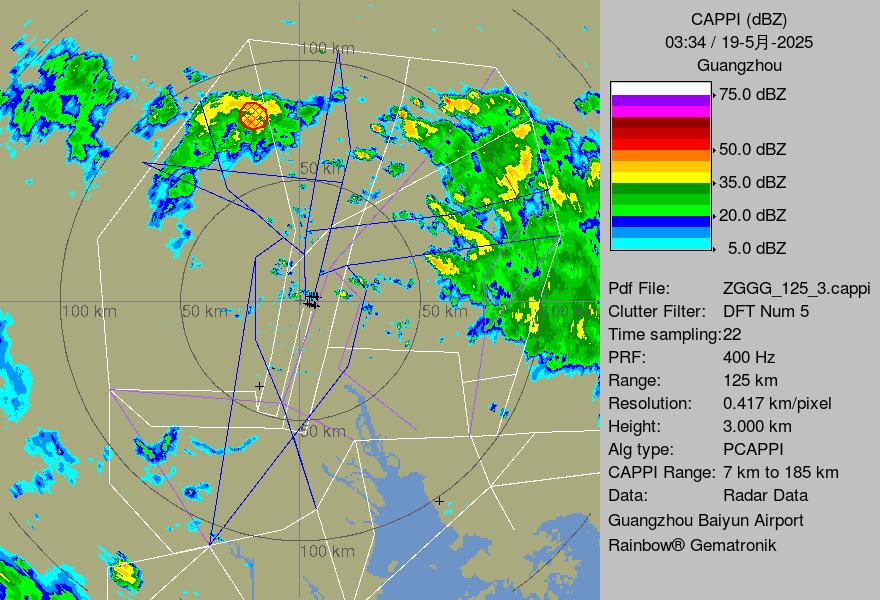 CAPPI (dBZ)
03:34 / 19-5月-2025
Guangzhou
75.0 dBZ
50.0 dBZ
35.0 dBZ
20.0 dBZ
5.0 dBZ
Pdf File: ZGGG_125_3.cappi
Clutter Filter: DFT Num 5
Time sampling:22
PRF: 400 Hz
Range: 125 km
Resolution: 0.417 km/pixel
Height: 3.000 km
Alg type: PCAPPI
CAPPI Range: 7 km to 185 km
Data: Radar Data
Guangzhou Baiyun Airport
Rainbow® Gematronik
100 km
50 km
100 km
50 km
50 km
100 km
50 km
100 km